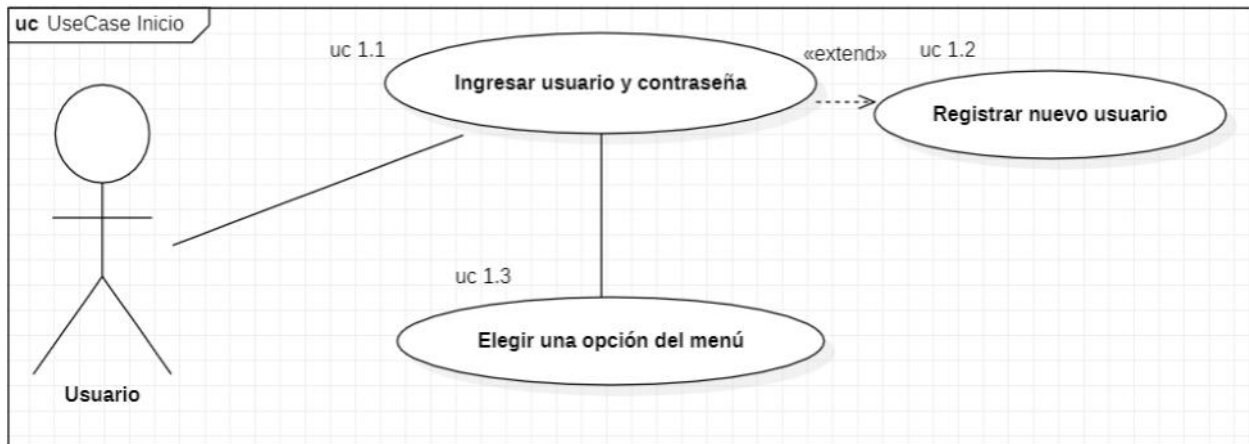 uc UseCase Inicio
uc 1.1
Ingresar usuario y contraseña
«extend»
uc 1.2
Registrar nuevo usuario
uc 1.3
Elegir una opción del menú
Usuario